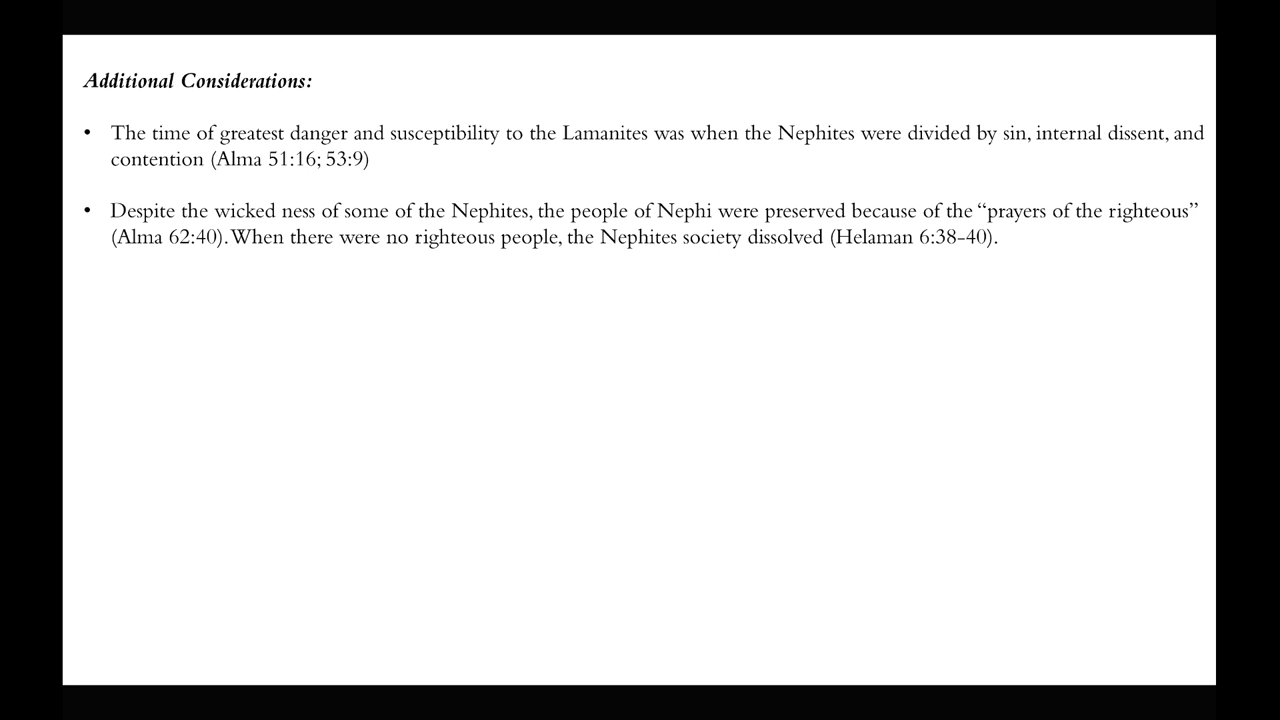 Additional Considerations:
• The time of greatest danger and susceptibility to the Lamanites was when the Nephites were divided by sin, internal dissent, and
contention (Alma 51:16; 53:9)
• Despite the wicked ness of some of the Nephites, the people of Nephi were preserved because of the “prayers of the righteous”
(Alma 62:40). When there were no righteous people, the Nephites society dissolved (Helaman 6:38-40).